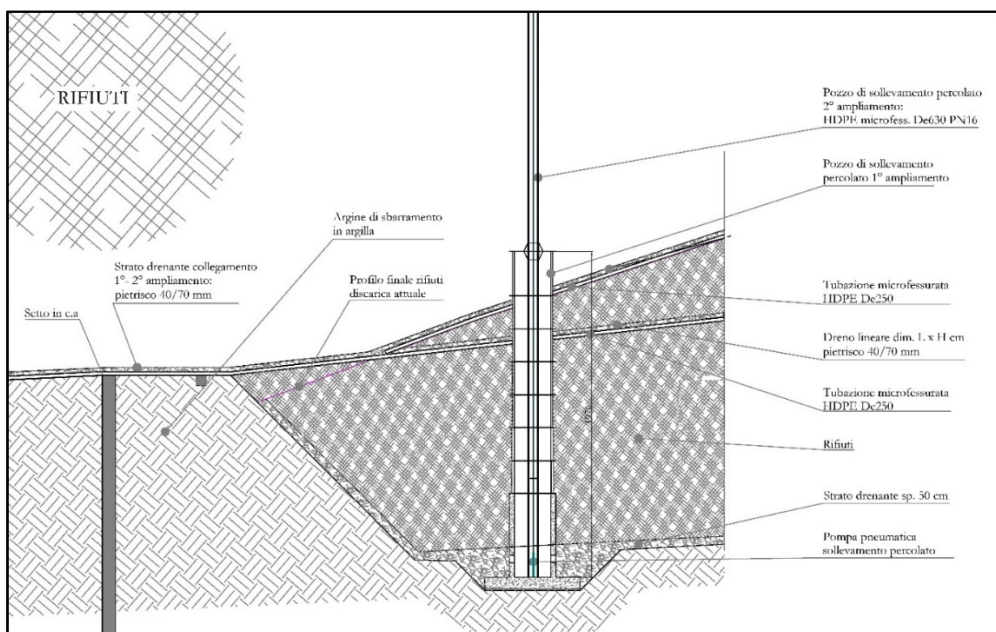 RIFIUTI
Pozzo di sollevamento percolato
2° ampliamento:
HDPE microfess. De630 PN16
Pozzo di sollevamento
percolato 1° ampliamento
Argine di sbarramento
in argilla
Strato drenante collegamento
1°- 2° ampliamento:
pietrisco 40/70 mm
Profilo finale rifiuti
discarica attuale
Setto in c.a
Tubazione microfessurata
HDPE De250
Dreno lineare dim. L x H cm
pietrisco 40/70 mm
Tubazione microfessurata
HDPE De250
Rifiuti
Strato drenante sp. 50 cm
Pompa pneumatica
sollevamento percolato